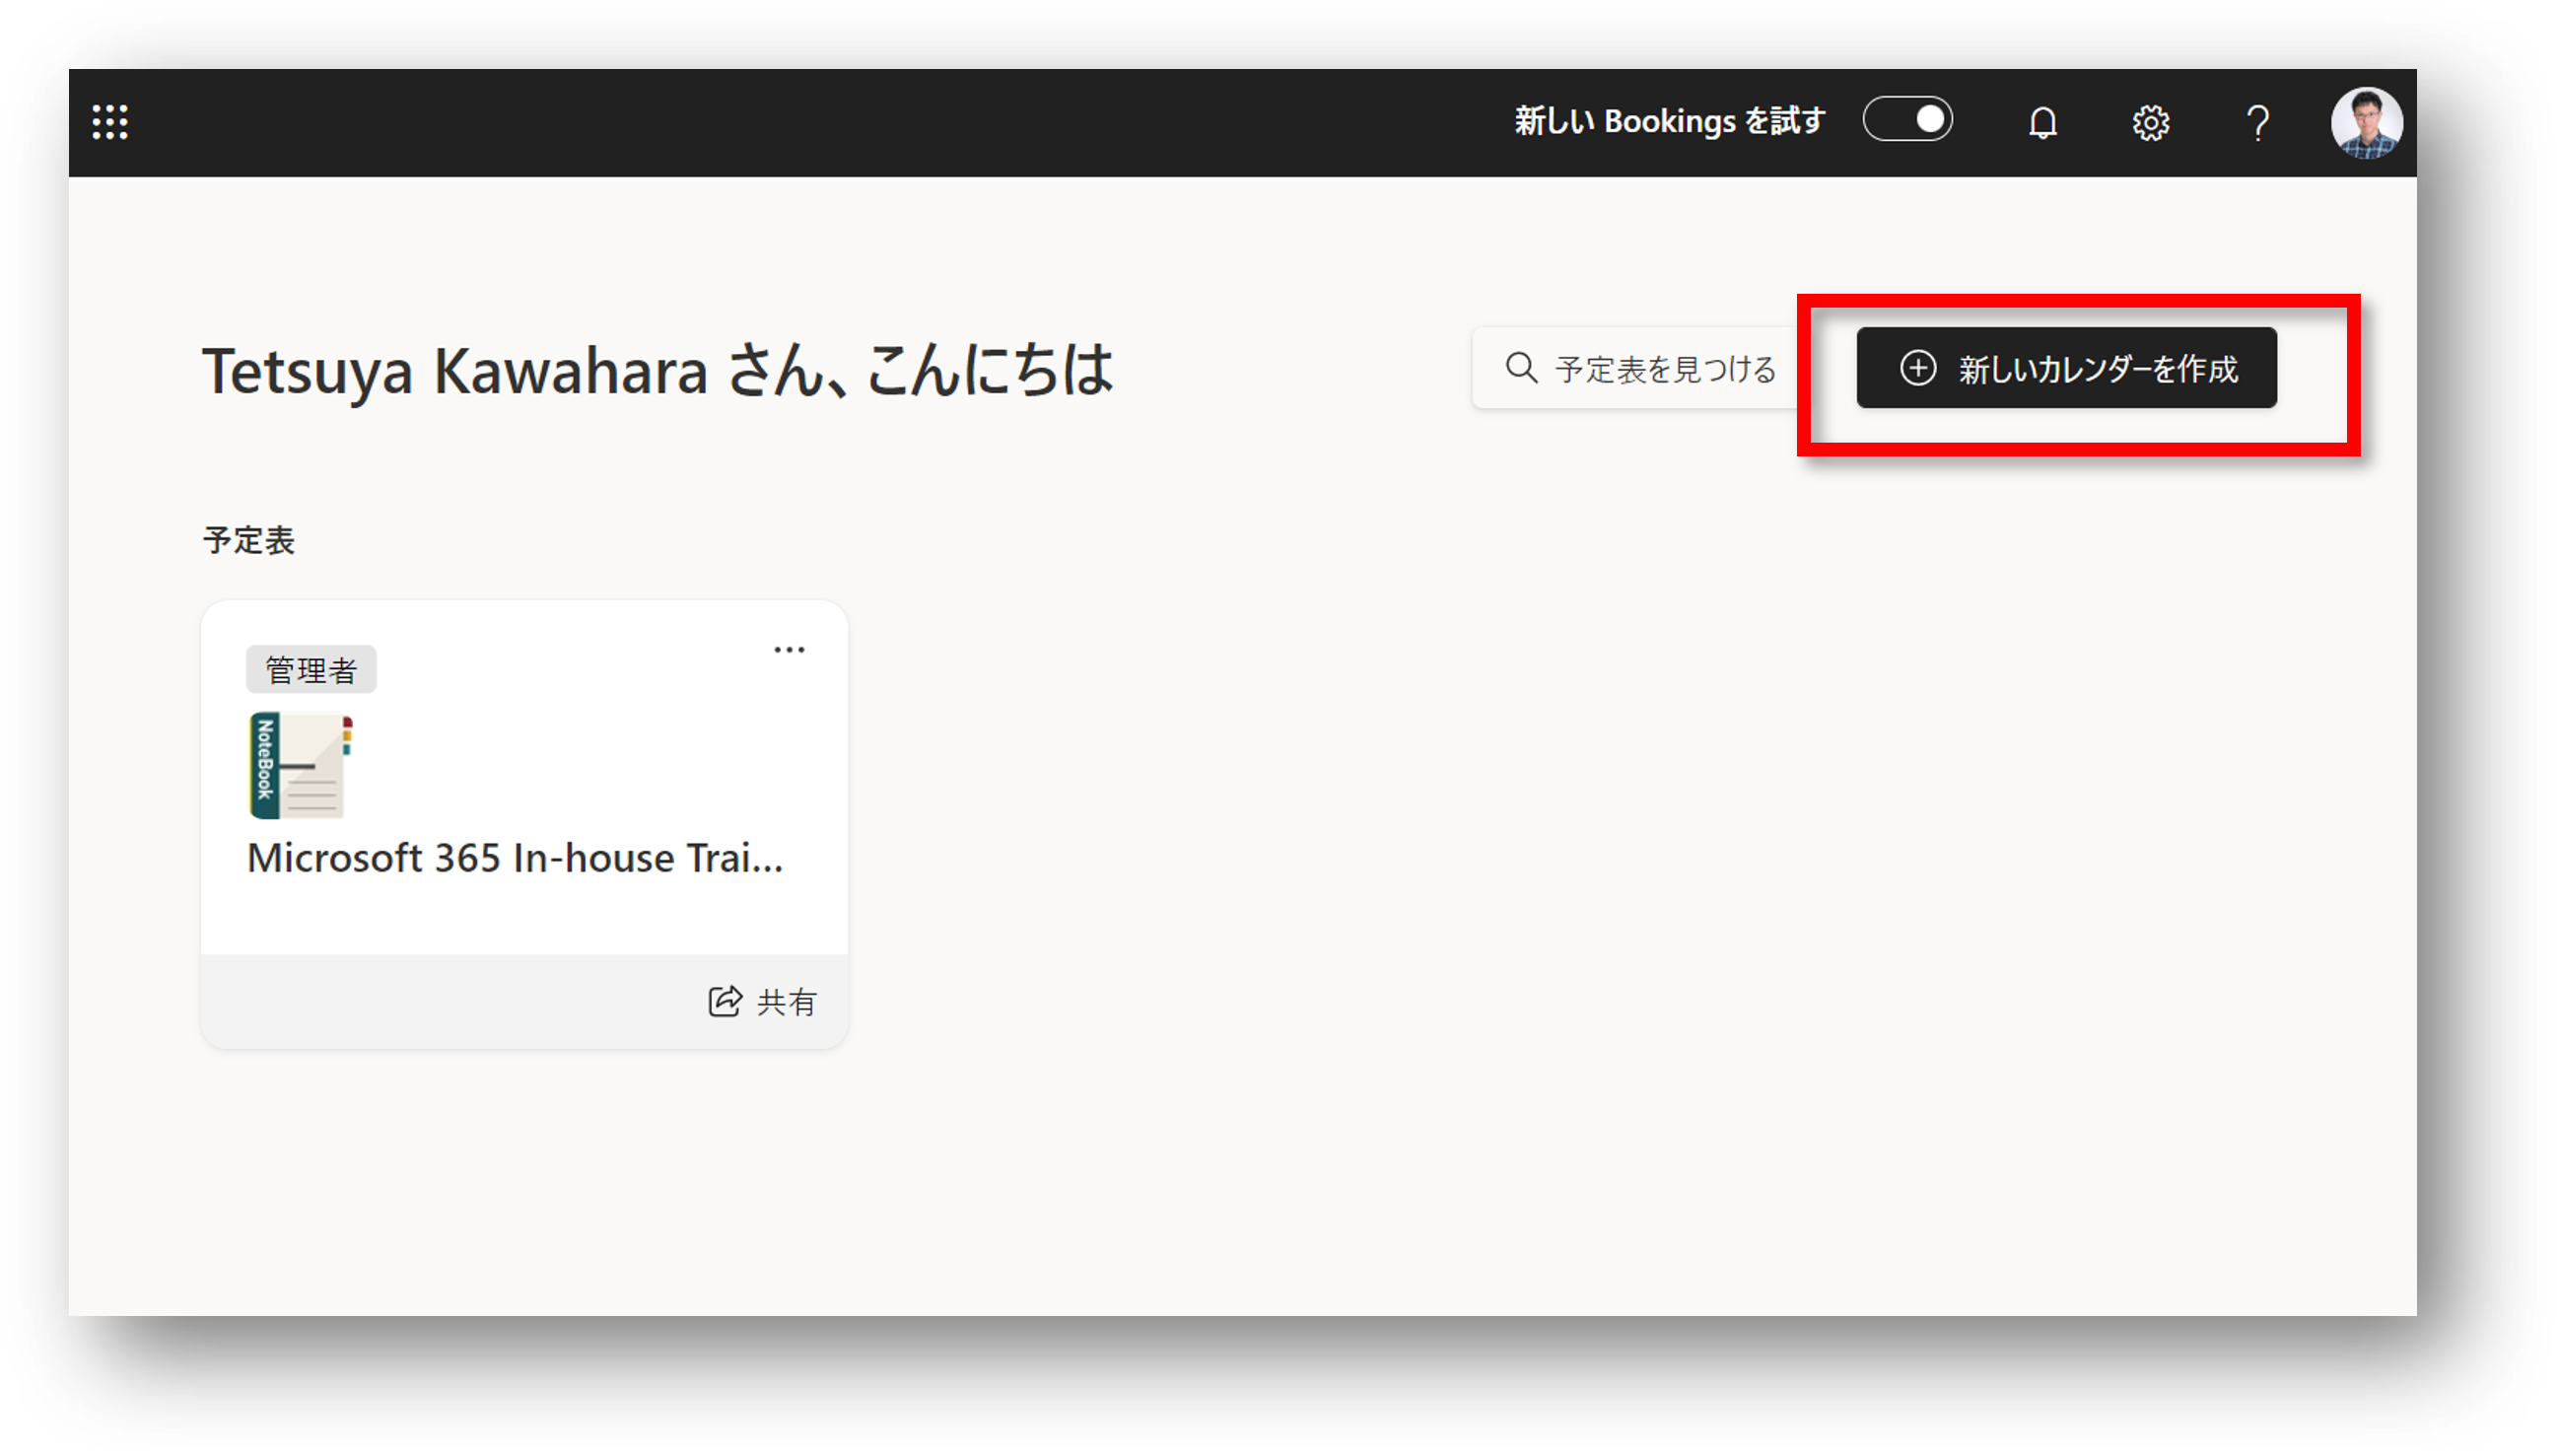 新しい Bookings を試す
Tetsuya Kawahara さん、こんにちは
予定表を見つける
新しいカレンダーを作成
予定表
管理者
NoteBook
Microsoft 365 In-house Trai...
共有